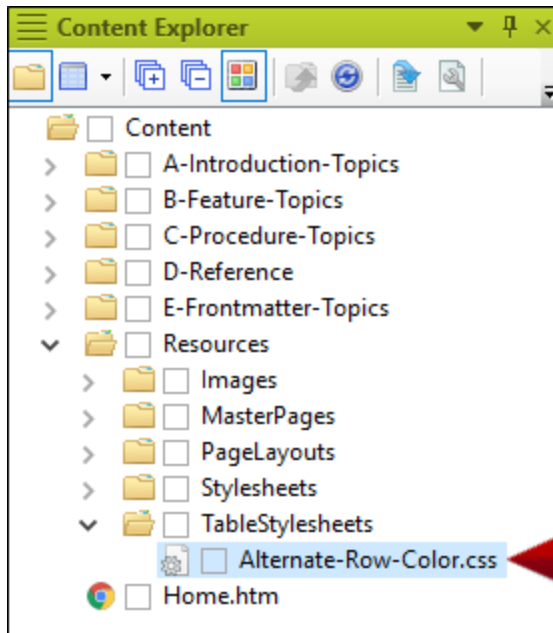 Content Explorer
Content
A-Introduction-Topics
B-Feature-Topics
C-Procedure-Topics
D-Reference
E-Frontmatter-Topics
Resources
Images
MasterPages
PageLayouts
Stylesheets
TableStylesheets
Alternate-Row-Color.css
Home.htm